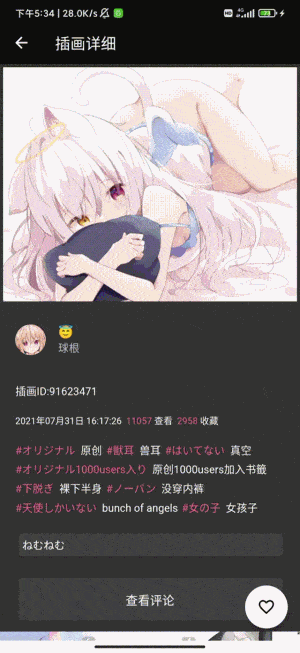 下午5:34 | 28.0K/s
插画详细
😇
球根
插画ID:91623471
2021年07月31日 16:17:26 11057 查看 2958 收藏
#オリジナル 原创 #獣耳 兽耳 #はいてない 真空
#オリジナル1000users入り 原创1000users加入书籤
#下脱ぎ 裸下半身 #ノーパン 没穿内裤
#天使しかいない bunch of angels #女の子 女孩子
ねむねむ
查看评论